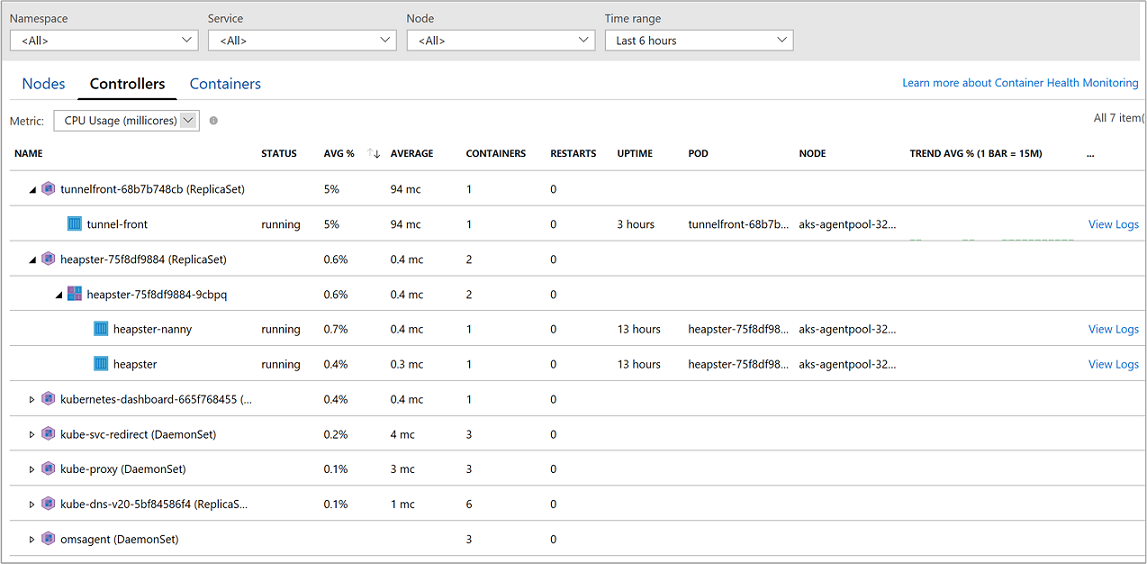 Namespace Service Node Time range
<All> <All> <All> Last 6 hours
Nodes Controllers Containers Learn more about Container Health Monitoring
Metric: CPU Usage (millicores) All 7 item(
NAME STATUS AVG % AVERAGE CONTAINERS RESTARTS UPTIME POD NODE TREND AVG % (1 BAR = 15M) ...
tunnelfront-68b7b748cb (ReplicaSet) 5% 94 mc 1 0
tunnel-front running 5% 94 mc 1 0 3 hours tunnelfront-68b7b... aks-agentpool-32... View Logs
heapster-75f8df9884 (ReplicaSet) 0.6% 0.4 mc 2 0
heapster-75f8df9884-9cbpq 0.6% 0.4 mc 2 0
heapster-nanny running 0.7% 0.4 mc 1 0 13 hours heapster-75f8df98... aks-agentpool-32... View Logs
heapster running 0.4% 0.3 mc 1 0 13 hours heapster-75f8df98... aks-agentpool-32... View Logs
kubernetes-dashboard-665f768455 (... 0.4% 0.4 mc 1 0
kube-svc-redirect (DaemonSet) 0.2% 4 mc 3 0
kube-proxy (DaemonSet) 0.1% 3 mc 3 0
kube-dns-v20-5bf84586f4 (ReplicaS... 0.1% 1 mc 6 0
omsagent (DaemonSet) 3 0